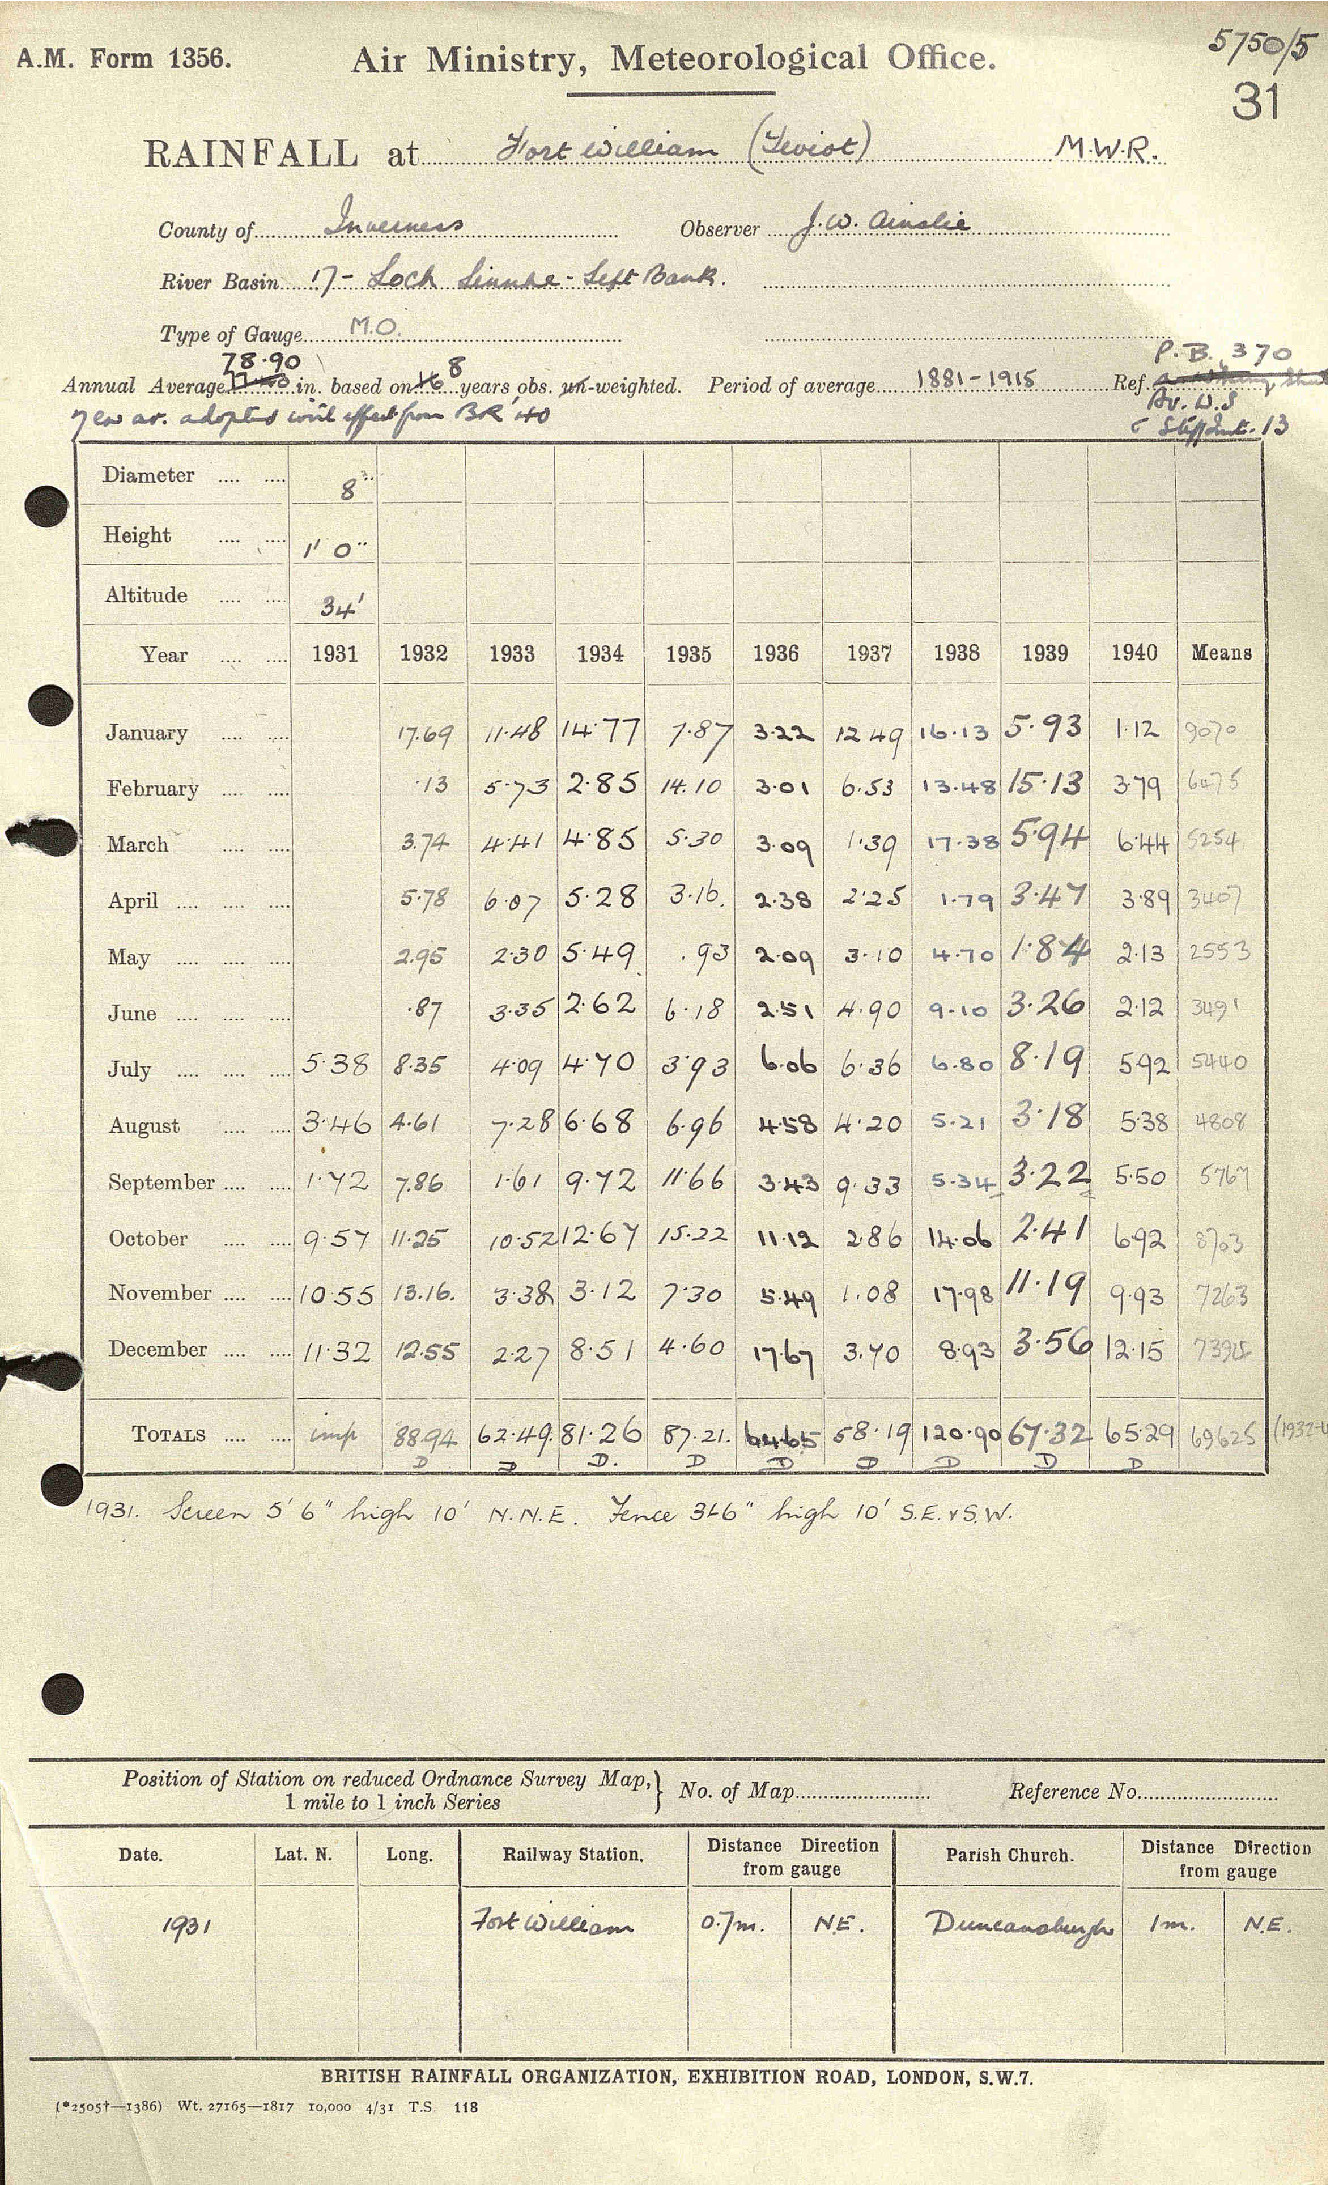 5750/5
A.M. Form 1356. Air Ministry, Meteorological Office.
31
RAINFALL at Fort William (Teviot) M.W.R.
County of Inverness Observer J.W. Ainslie
River Basin 17 - Loch Linnhe - Left Bank.
Type of Gauge M.O.
78.90 8 P.B. 370
Annual Average in. based on 16 years obs. un-weighted. Period of average 1881-1915 Ref.
New av. adopted with effect from BR '40 Av. W.S
13
Diameter .... .... 8"
Height .... .... 1' 0"
Altitude .... .... 34'
Year .... .... 1931 1932 1933 1934 1935 1936 1937 1938 1939 1940 Means
January .... .... 17.69 11.48 14.77 7.87 3.22 12.49 16.13 5.93 1.12 9070
February .... .... .13 5.73 2.85 14.10 3.01 6.53 13.48 15.13 3.79 6475
March .... .... 3.74 4.41 4.85 5.30 3.09 1.39 17.38 5.94 6.44 5254
April .... .... .... 5.78 6.07 5.28 3.16. 2.38 2.25 1.79 3.47 3.89 3407
May .... .... .... 2.95 2.30 5.49 .93 2.09 3.10 4.70 1.84 2.13 2553
June .... .... .... .87 3.35 2.62 6.18 2.51 4.90 9.10 3.26 2.12 3491
July .... .... .... 5.38 8.35 4.09 4.70 3.93 6.06 6.36 6.80 8.19 5.92 5440
August .... .... 3.46 4.61 7.28 6.68 6.96 4.58 4.20 5.21 3.18 5.38 4808
September .... .... 1.72 7.86 1.61 9.72 11.66 3.43 9.33 5.34 3.22 5.50 5767
October .... .... 9.57 11.25 10.52 12.67 15.22 11.12 2.86 14.06 2.41 6.92 8703
November .... .... 10.55 13.16. 3.38 3.12 7.30 5.49 1.08 17.98 11.19 9.93 7263
December .... .... 11.32 12.55 2.27 8.51 4.60 17.67 3.70 8.93 3.56 12.15
TOTALS .... .... imp 88.94 62.49. 81.26 87.21. 64.65 58.19 120.90 67.32 65.29 69625
D D D. D D D D D D
1931. Screen 5' 6" high 10' N.N.E. Fence 3'6" high 10' S.E. & S.W.
Position of Station on reduced Ordnance Survey Map,} No. of Map Reference No.
1 mile to 1 inch Series
Date. Lat. N. Long. Railway Station. Distance Direction Parish Church. Distance Direction
from gauge from gauge
1931 Fort William 0.7m. N.E. Duncansburgh 1m. N.E.
BRITISH RAINFALL ORGANIZATION, EXHIBITION ROAD, LONDON, S.W.7.
(*2505†—1386) Wt. 27165—1817 10,000 4/31 T.S. 118